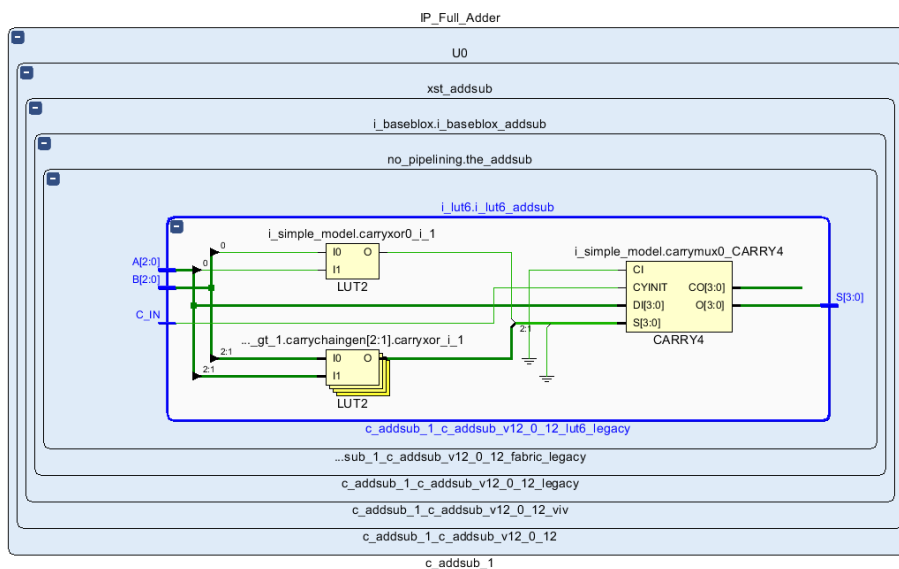 IP_Full_Adder
U0
xst_addsub
i_baseblox.i_baseblox_addsub
no_pipelining.the_addsub
i_lut6.i_lut6_addsub
i_simple_model.carryxor0_i_1
0
I0 O
I1
LUT2
0
A[2:0]
B[2:0]
C_IN
i_simple_model.carrymux0_CARRY4
CI
CYINIT CO[3:0]
DI[3:0] O[3:0]
S[3:0]
CARRY4
S[3:0]
2:1
..._gt_1.carrychaingen[2:1].carryxor_i_1
2:1
I0 O
2:1
I1
LUT2
c_addsub_1_c_addsub_v12_0_12_lut6_legacy
...sub_1_c_addsub_v12_0_12_fabric_legacy
c_addsub_1_c_addsub_v12_0_12_legacy
c_addsub_1_c_addsub_v12_0_12_viv
c_addsub_1_c_addsub_v12_0_12
c_addsub_1